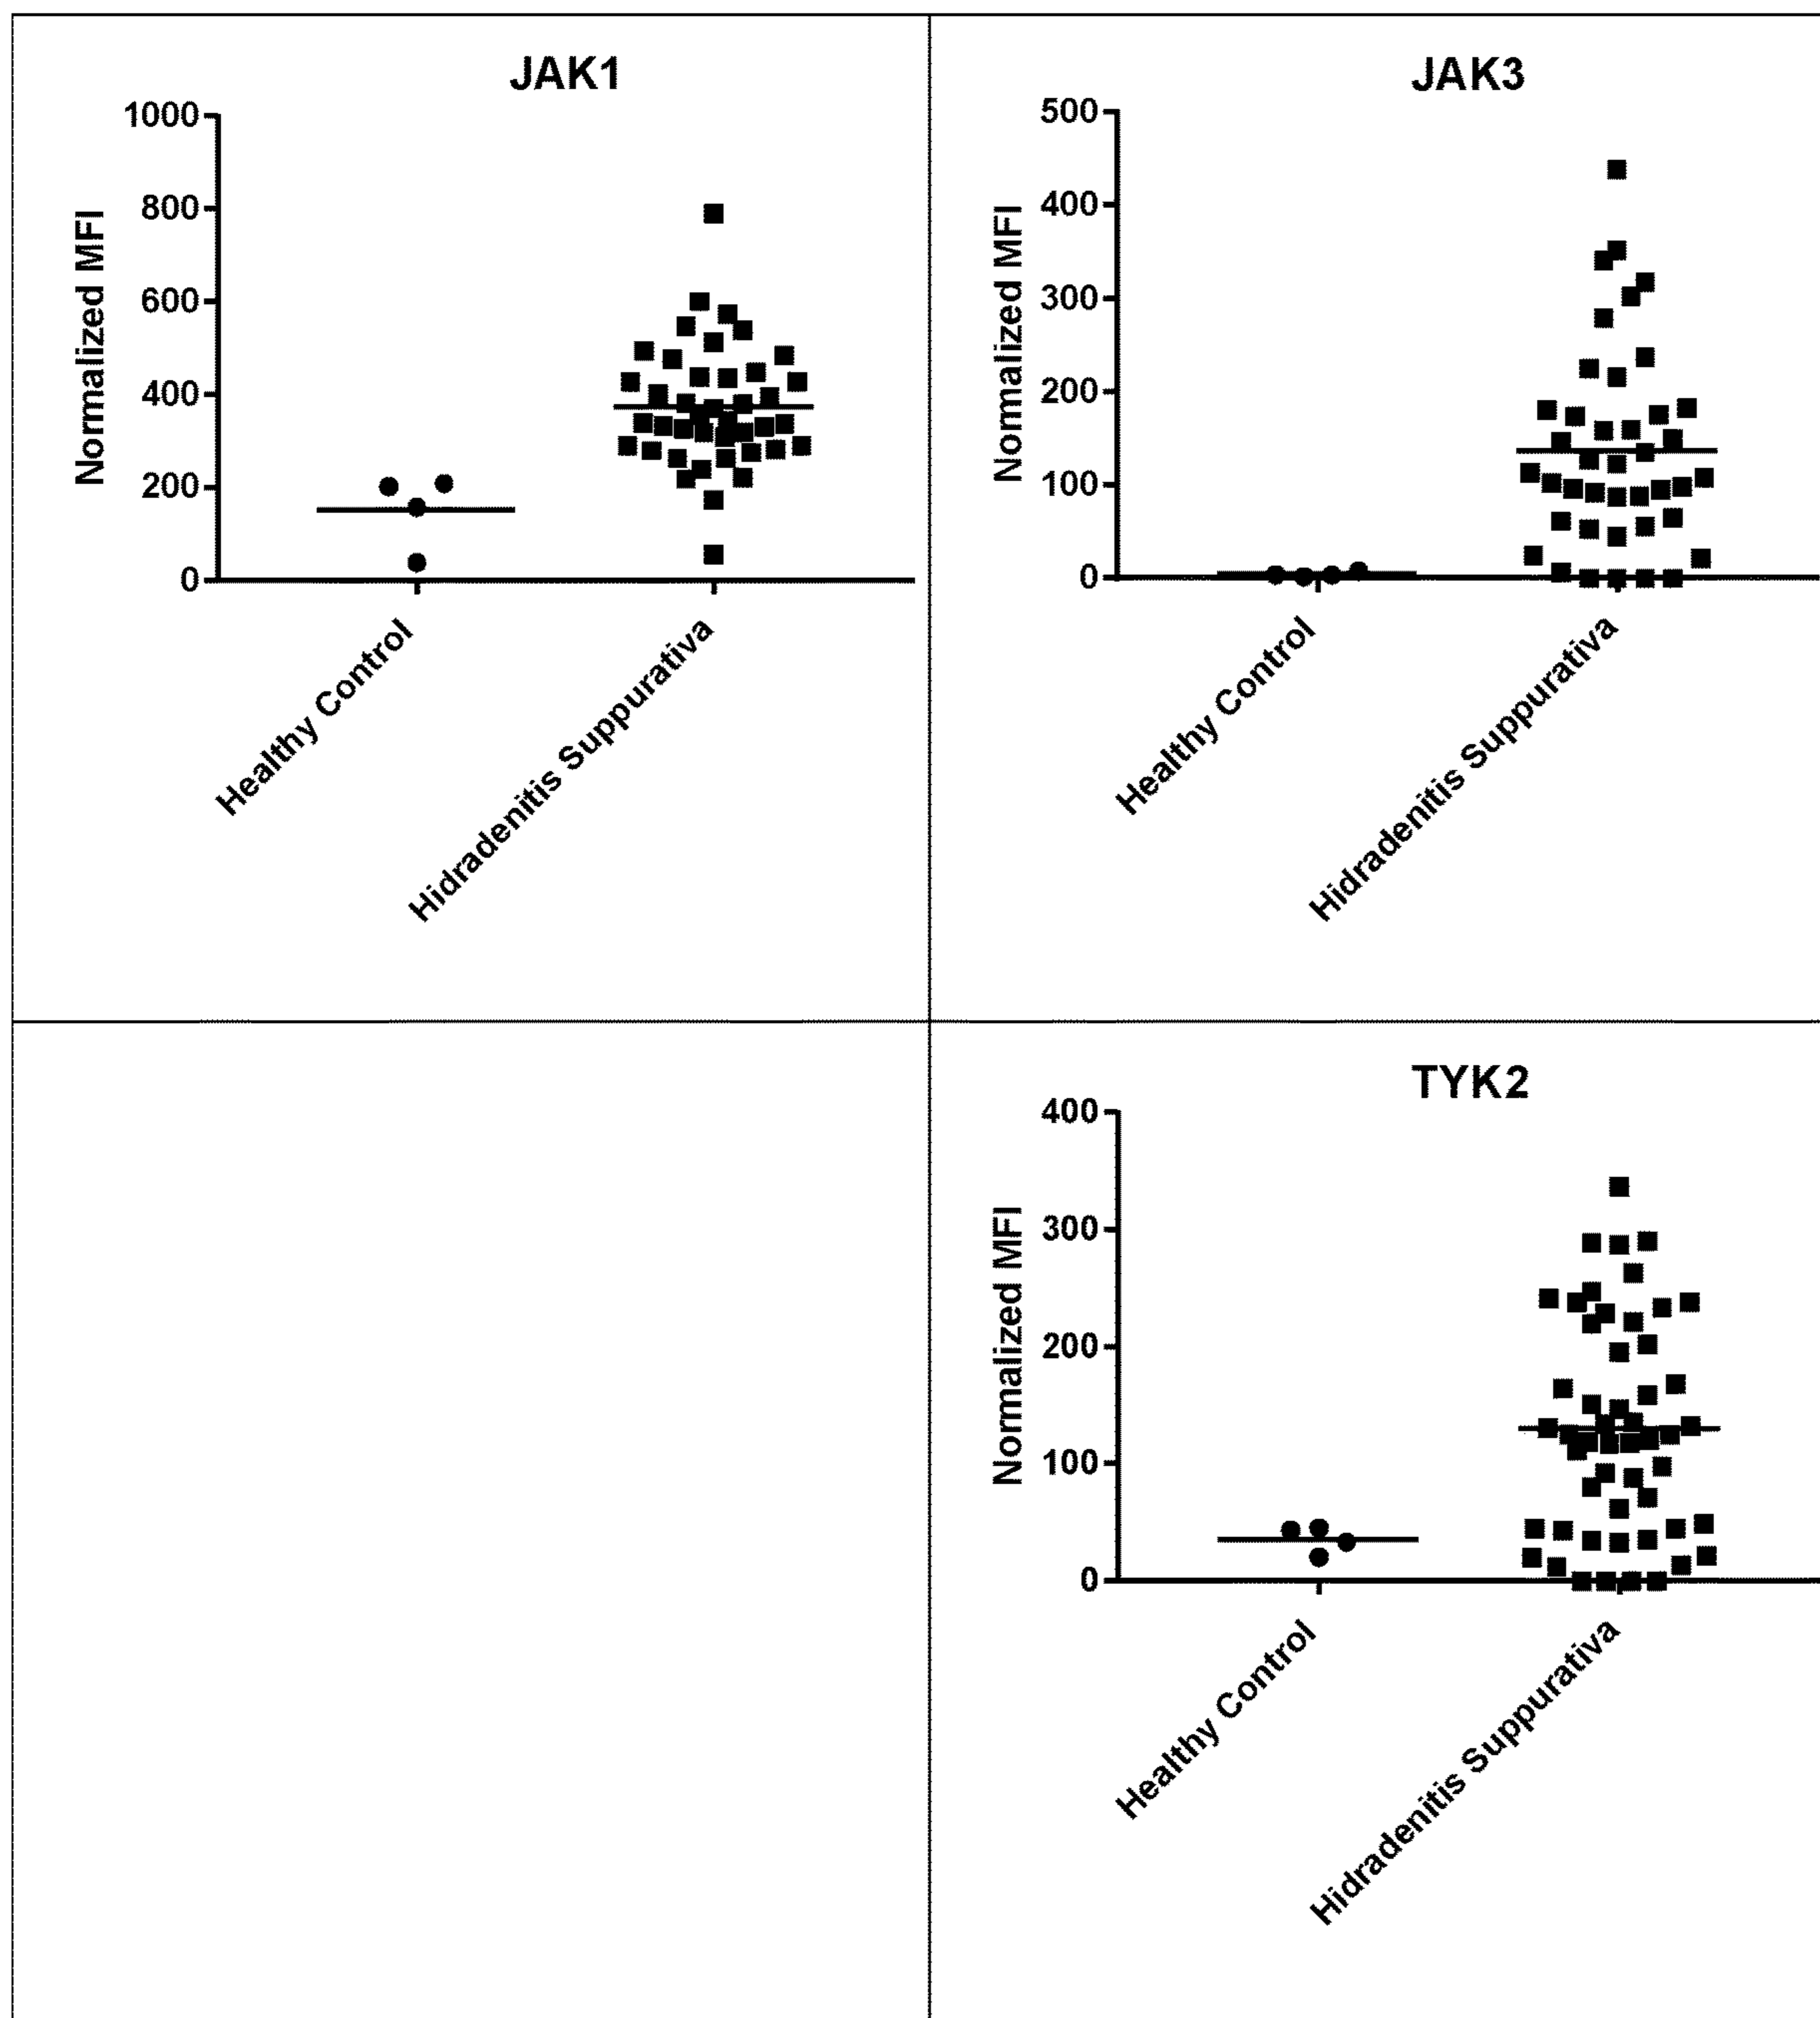 JAK1
1000
800
600
400
200
0
Normalized MFI
Healthy Control
Hidradenitis Suppurativa
JAK3
500
400
300
200
100
0
Normalized MFI
Healthy Control
Hidradenitis Suppurativa
TYK2
400
300
200
100
0
Normalized MFI
Healthy Control
Hidradenitis Suppurativa